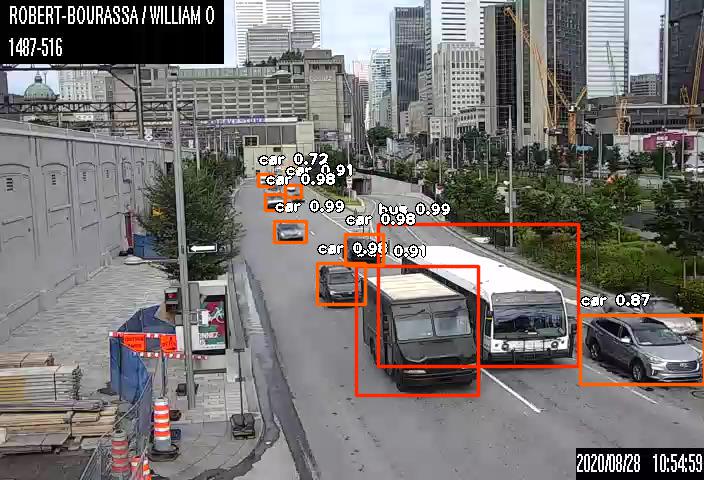 ROBERT-BOURASSA / WILLIAM O
1487-516
car 0.72
car 0.91
car 0.98
car 0.99
bus 0.99
car 0.98
car 0.98
0.91
car 0.87
2020/08/28 10:54:59